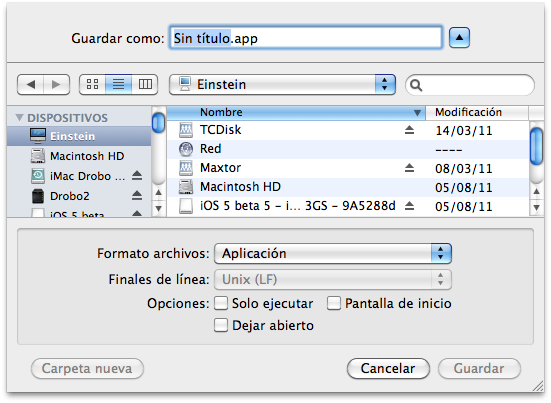 Guardar como: Sin título.app
Einstein
Nombre Modificación
DISPOSITIVOS
Einstein
Macintosh HD
iMac Drobo ...
Drobo2
iOS 5 beta
TCDisk 14/03/11
Red ----
Maxtor 08/03/11
Macintosh HD 05/08/11
iOS 5 beta 5 – i... 3GS – 9A5288d 05/08/11
Formato archivos: Aplicación
Finales de línea: Unix (LF)
Opciones: Solo ejecutar Pantalla de inicio
Dejar abierto
Carpeta nueva Cancelar Guardar